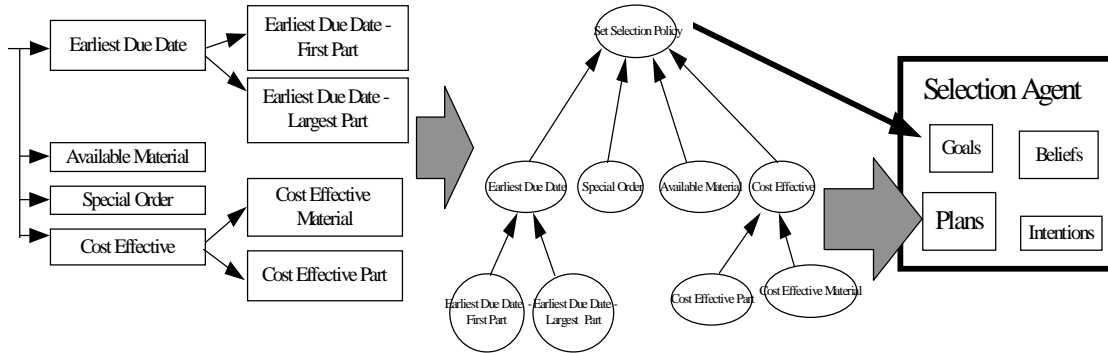 Earliest Due Date
Earliest Due Date -
First Part
Earliest Due Date -
Largest Part
Available Material
Special Order
Cost Effective
Cost Effective
Material
Cost Effective Part
Set Selection Policy
Earliest Due Date
Special Order
Available Material
Cost Effective
Earliest Due Date -
First Part
Earliest Due Date -
Largest Part
Cost Effective Part
Cost Effective Material
Selection Agent
Goals
Beliefs
Plans
Intentions